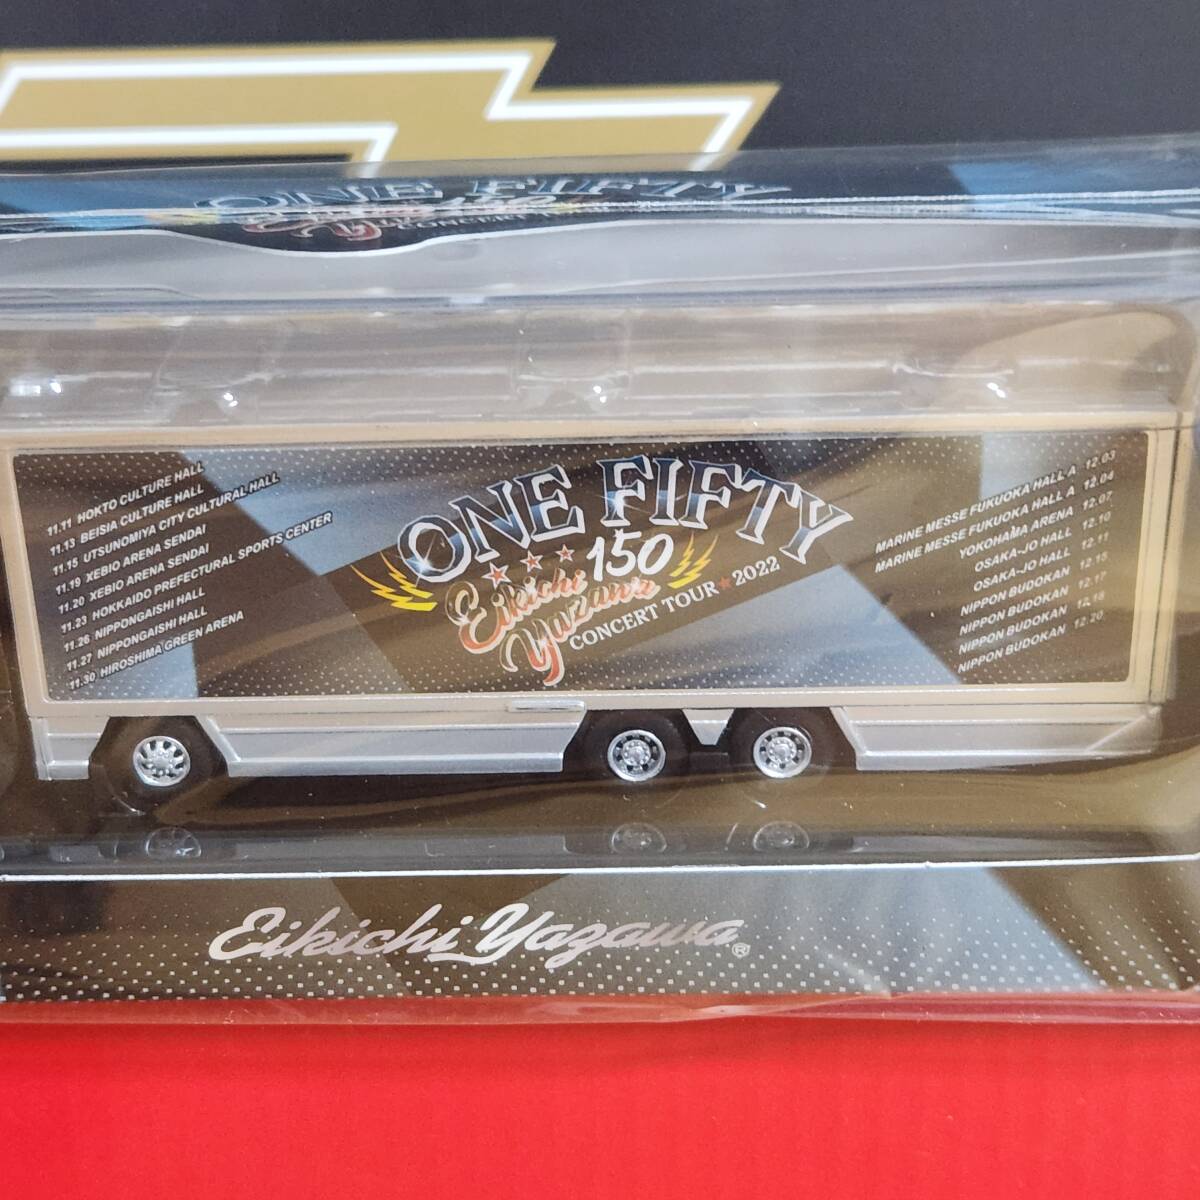 ONE FIFTY
150
CONCERT
11.11 HOKTO CULTURE HALL
11.13 BEISIA CULTURE HALL
11.15 UTSUNOMIYA CITY CULTURAL HALL
11.19 XEBIO ARENA SENDAI
11.20 XEBIO ARENA SENDAI
11.23 HOKKAIDO PREFECTURAL SPORTS CENTER
11.26 NIPPONGAISHI HALL
11.27 NIPPONGAISHI HALL
11.30 HIROSHIMA GREEN ARENA
ONE FIFTY
150
Eikichi
Yazawa
CONCERT TOUR★2022
MARINE MESSE FUKUOKA HALL A 12.03
MARINE MESSE FUKUOKA HALL A 12.04
YOKOHAMA ARENA 12.07
OSAKA-JO HALL 12.10
OSAKA-JO HALL 12.11
NIPPON BUDOKAN 12.15
NIPPON BUDOKAN 12.17
NIPPON BUDOKAN 12.18
NIPPON BUDOKAN 12.20
Eikichi Yazawa®